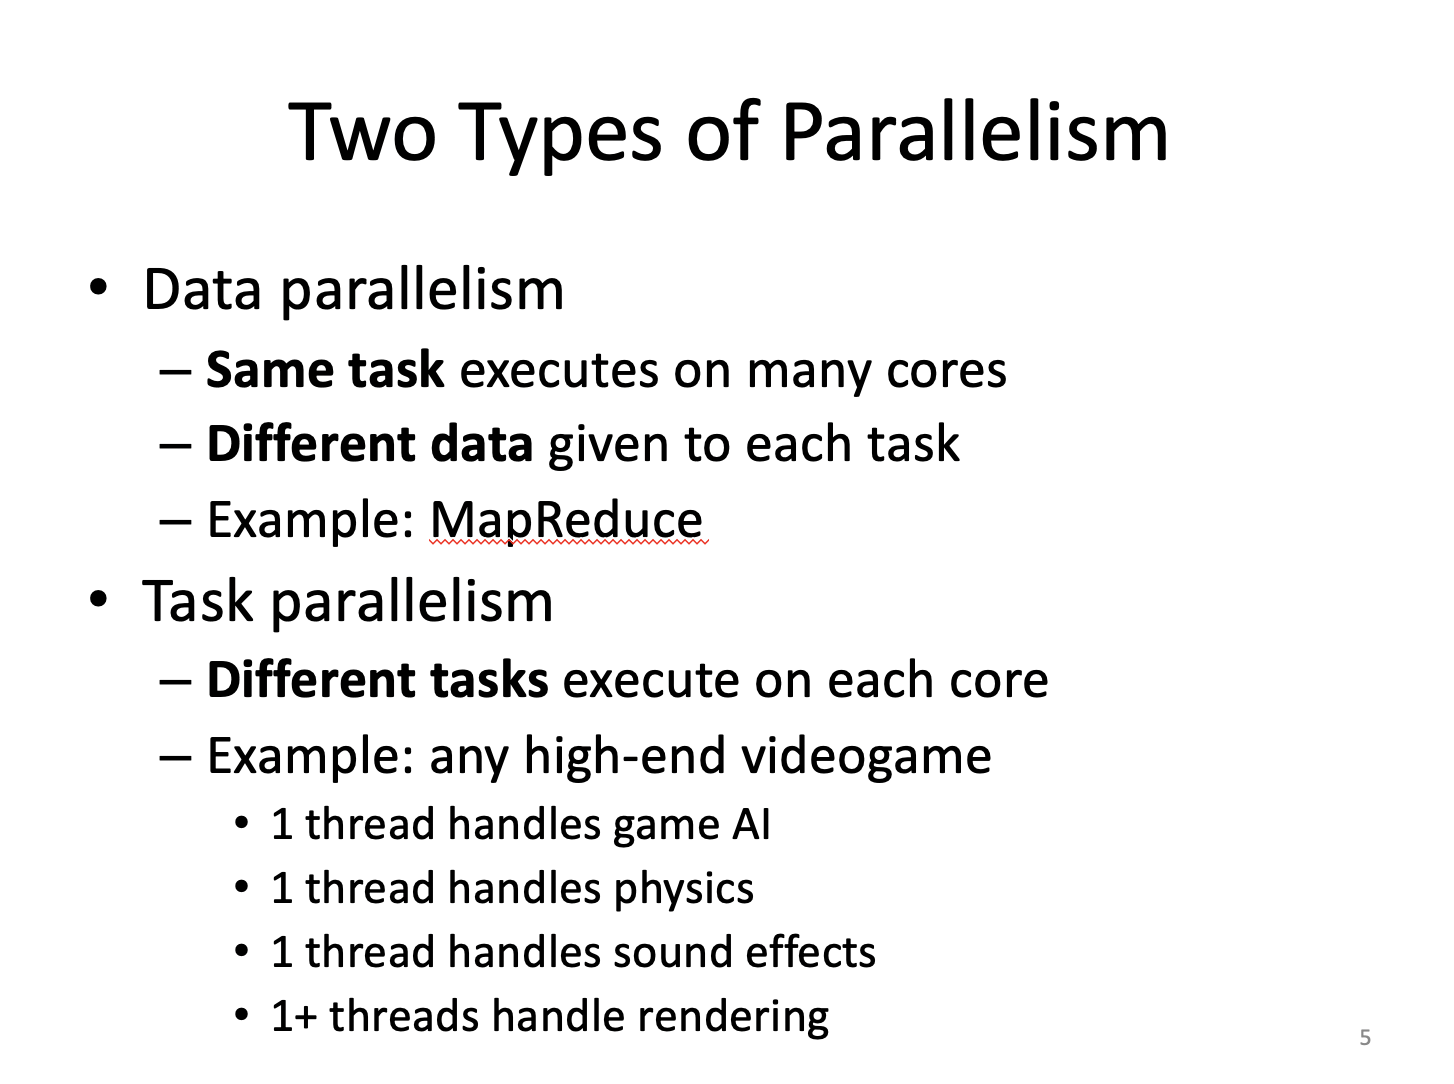 Two Types of Parallelism
• Data parallelism
– Same task executes on many cores
– Different data given to each task
– Example: MapReduce
• Task parallelism
– Different tasks execute on each core
– Example: any high-end videogame
• 1 thread handles game AI
• 1 thread handles physics
• 1 thread handles sound effects
• 1+ threads handle rendering
5